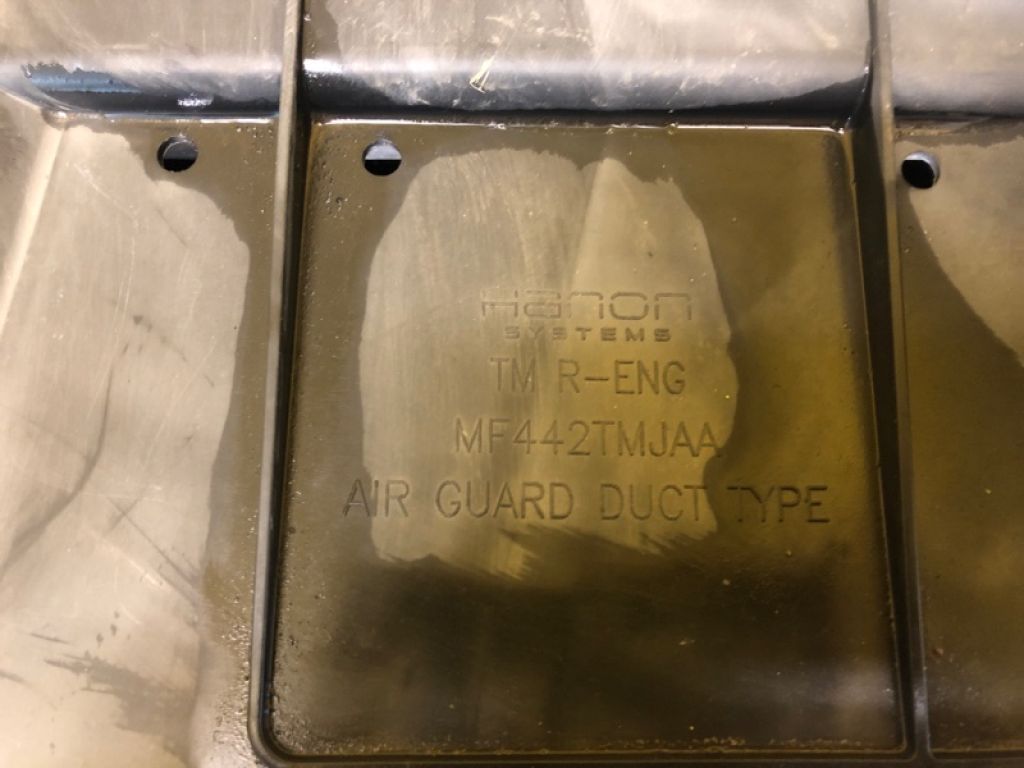 Hanon
SYSTEMS
TM R-ENG
MF442TMJAA
AIR GUARD DUCT TYPE